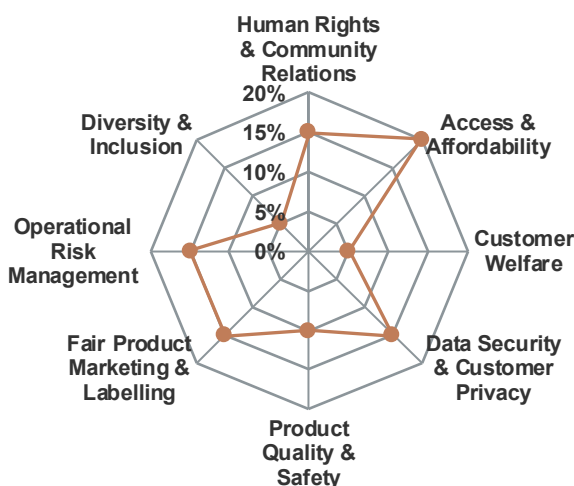 Human Rights
& Community
Relations
20%
15%
10%
5%
0%
Access &
Affordability
Customer
Welfare
Data Security
& Customer
Privacy
Product
Quality &
Safety
Fair Product
Marketing &
Labelling
Operational
Risk
Management
Diversity &
Inclusion